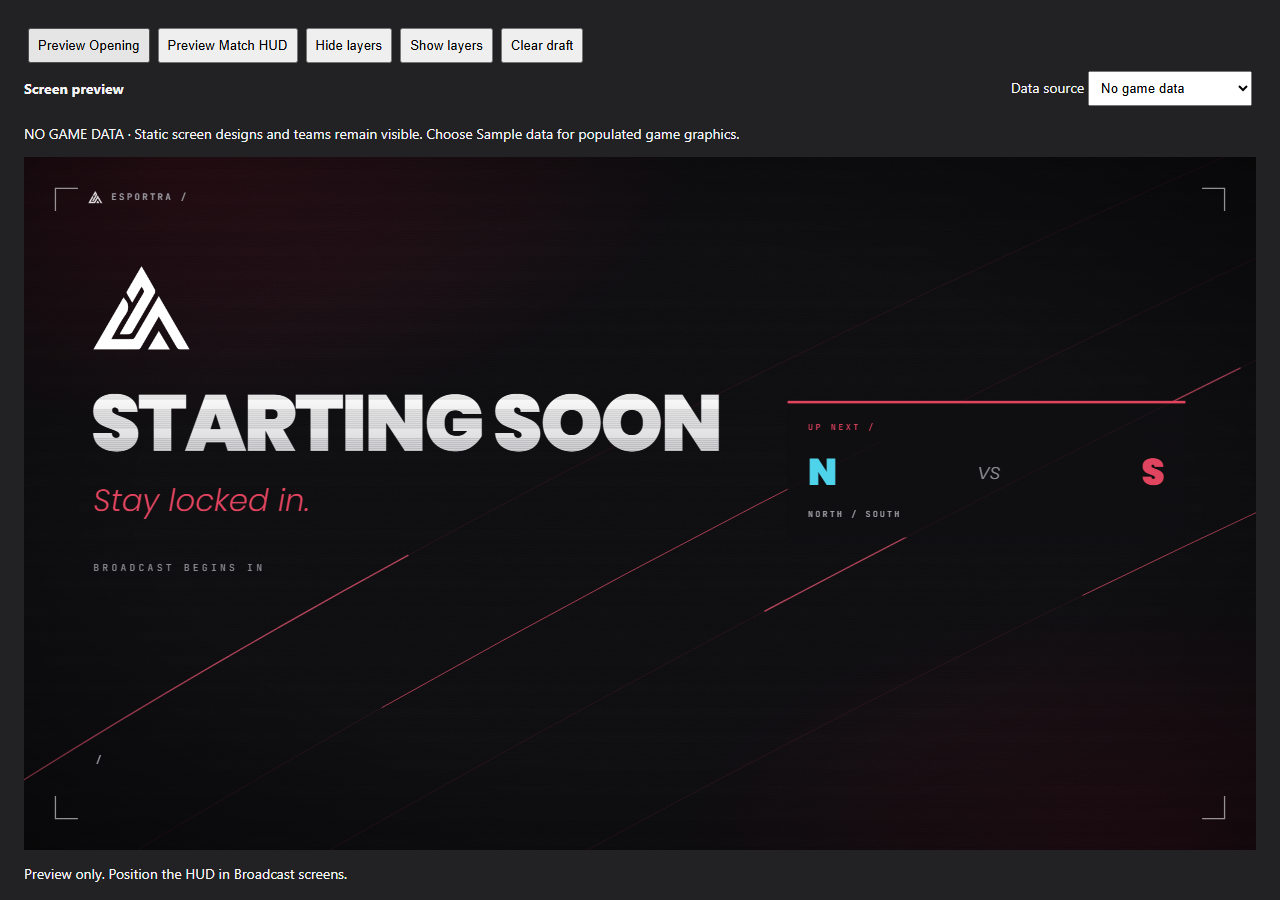 Preview Opening Preview Match HUD Hide layers Show layers Clear draft
Screen preview
Data source No game data
NO GAME DATA · Static screen designs and teams remain visible. Choose Sample data for populated game graphics.
ESPORTRA /
STARTING SOON
Stay locked in.
BROADCAST BEGINS IN
UP NEXT /
N VS S
NORTH / SOUTH
/
Preview only. Position the HUD in Broadcast screens.